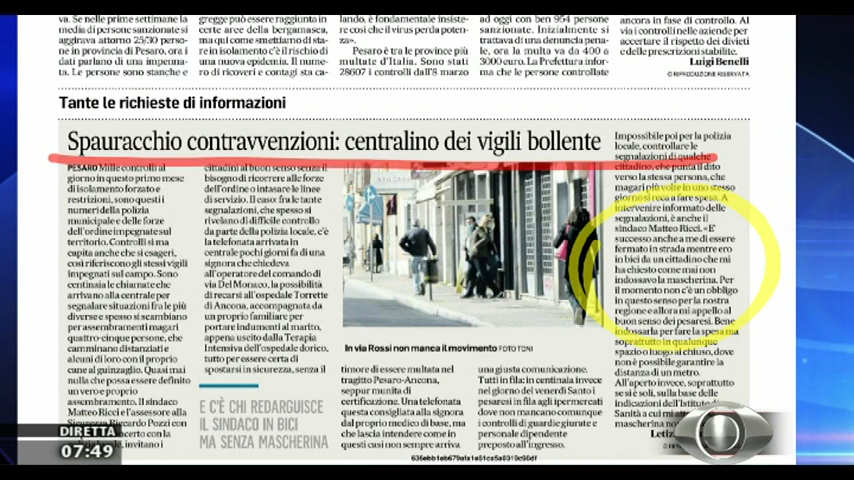 va. Se nelle prime settimane la
media di persone sanzionate si
aggirava attorno 25/30 persone
in provincia di Pesaro, ora i
dati parlano di una impennata.
Le persone sono stanche e
gregge può essere raggiunta in
certe aree della bergamasca,
ma qui come smettiamo di stare
in isolamento c'è il rischio di
una nuova epidemia. Il numero
di ricoveri e contagi sta ca-
lando, è fondamentale insistere
così che il virus perda potenza».
Pesaro è tra le province più
multate d'Italia. Sono stati
28607 i controlli dall'8 marzo
ad oggi con ben 954 persone
sanzionate. Inizialmente si
trattava di una denuncia penale,
ora la multa va da 400 a
3000 euro. La Prefettura informa
che le persone controllate
ancora in fase di controllo. Al
via i controlli nelle aziende per
accertare il rispetto dei divieti
e delle prescrizioni stabilite.
Luigi Benelli
© RIPRODUZIONE RISERVATA
Tante le richieste di informazioni
Spauracchio contravvenzioni: centralino dei vigili bollente
PESARO Mille controlli al
giorno in questo primo mese
di isolamento forzato e
restrizioni, sono questi i
numeri della polizia
municipale e delle forze
dell'ordine impegnate sul
territorio. Controlli si ma
capita anche che si esageri,
così riferiscono gli stessi vigili
impegnati sul campo. Sono
centinaia le chiamate che
arrivano alla centrale per
segnalare situazioni fra le più
diverse e spesso si scambiano
per assembramenti magari
quattro-cinque persone, che
camminano distanziati e
alcuni di loro con il proprio
cane al guinzaglio. Quasi mai
nulla che possa essere definito
un vero e proprio
assembramento. Il sindaco
Matteo Ricci e l'assessore alla
Sicurezza Riccardo Pozzi con
concerto con la
locale, invitano i
cittadini al buon senso senza il
bisogno di ricorrere alle forze
dell'ordine o intasare le linee
di servizio. Il caso: fra le tante
segnalazioni, che spesso si
rivelano di difficile controllo
da parte della polizia locale, c'è
la telefonata arrivata in
centrale pochi giorni fa di una
signora che chiedeva
all'operatore del comando di
via Del Monaco, la possibilità
di recarsi all'ospedale Torrette
di Ancona, accompagnata da
un proprio familiare per
portare indumenti al marito,
appena uscito dalla Terapia
Intensiva dell'ospedale dorico,
tutto per essere certa di
spostarsi in sicurezza, senza il
E C'È CHI REDARGUISCE
IL SINDACO IN BICI
MA SENZA MASCHERINA
In via Rossi non manca il movimento FOTO TONI
timore di essere multata nel
tragitto Pesaro-Ancona,
seppur munita di
certificazione. Una telefonata
questa consigliata alla signora
dal proprio medico di base, ma
che lascia intendere come in
questi casi non sempre arriva
una giusta comunicazione.
Tutti in fila: in centinaia invece
nei giorni del venerdì Santo i
pesaresi in fila agli ipermercati
dove non mancano comunque
i controlli di guardie giurate e
personale dipendente
preposto all'ingresso.
Impossibile poi per la polizia
locale, controllare le
segnalazioni di qualche
cittadino, che punta il dito
verso la stessa persona, che
magari più volte in uno stesso
giorno si reca a fare spesa. A
intervenire informato delle
segnalazioni, è anche il
sindaco Matteo Ricci. «E'
successo anche a me di essere
fermato in strada mentre ero
in bici da un cittadino che mi
ha chiesto come mai non
indossavo la mascherina. Per
il momento non c'è un obbligo
in questo senso per la nostra
regione e allora mi appello al
buon senso dei pesaresi. Bene
indossarla per fare la spesa ma
soprattutto in qualunque
spazio o luogo al chiuso, dove
non è possibile garantire la
distanza di un metro.
All'aperto invece, soprattutto
se si è soli, sulla base delle
indicazioni dell'Istituto di
Sanità a cui mi
mascherina non
DIRETTA
07:49